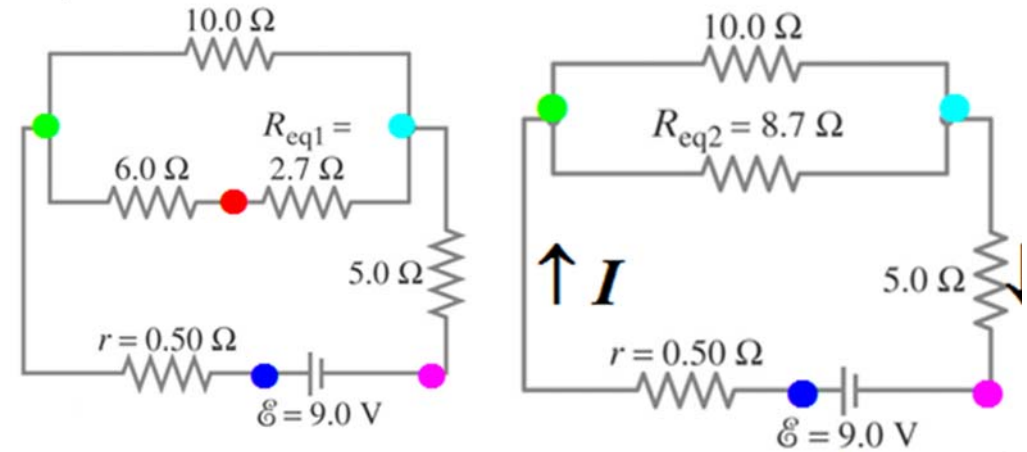 10.0 Ω
R_eq1 =
6.0 Ω
2.7 Ω
5.0 Ω
r = 0.50 Ω
ℰ = 9.0 V
10.0 Ω
R_eq2 = 8.7 Ω
↑ I
5.0 Ω
r = 0.50 Ω
ℰ = 9.0 V